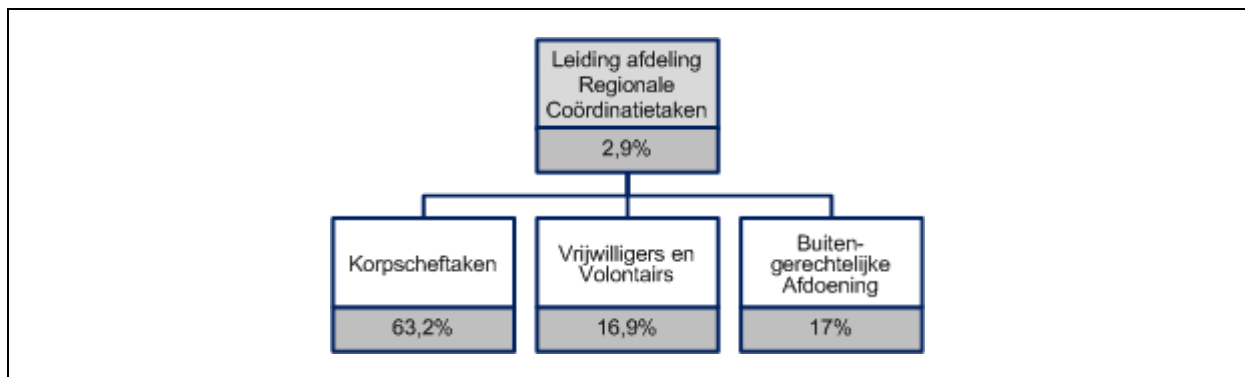 Leiding afdeling
Regionale
Coördinatietaken
2,9%
Korpscheftaken
63,2%
Vrijwilligers en
Volontairs
16,9%
Buiten-
gerechtelijke
Afdoening
17%